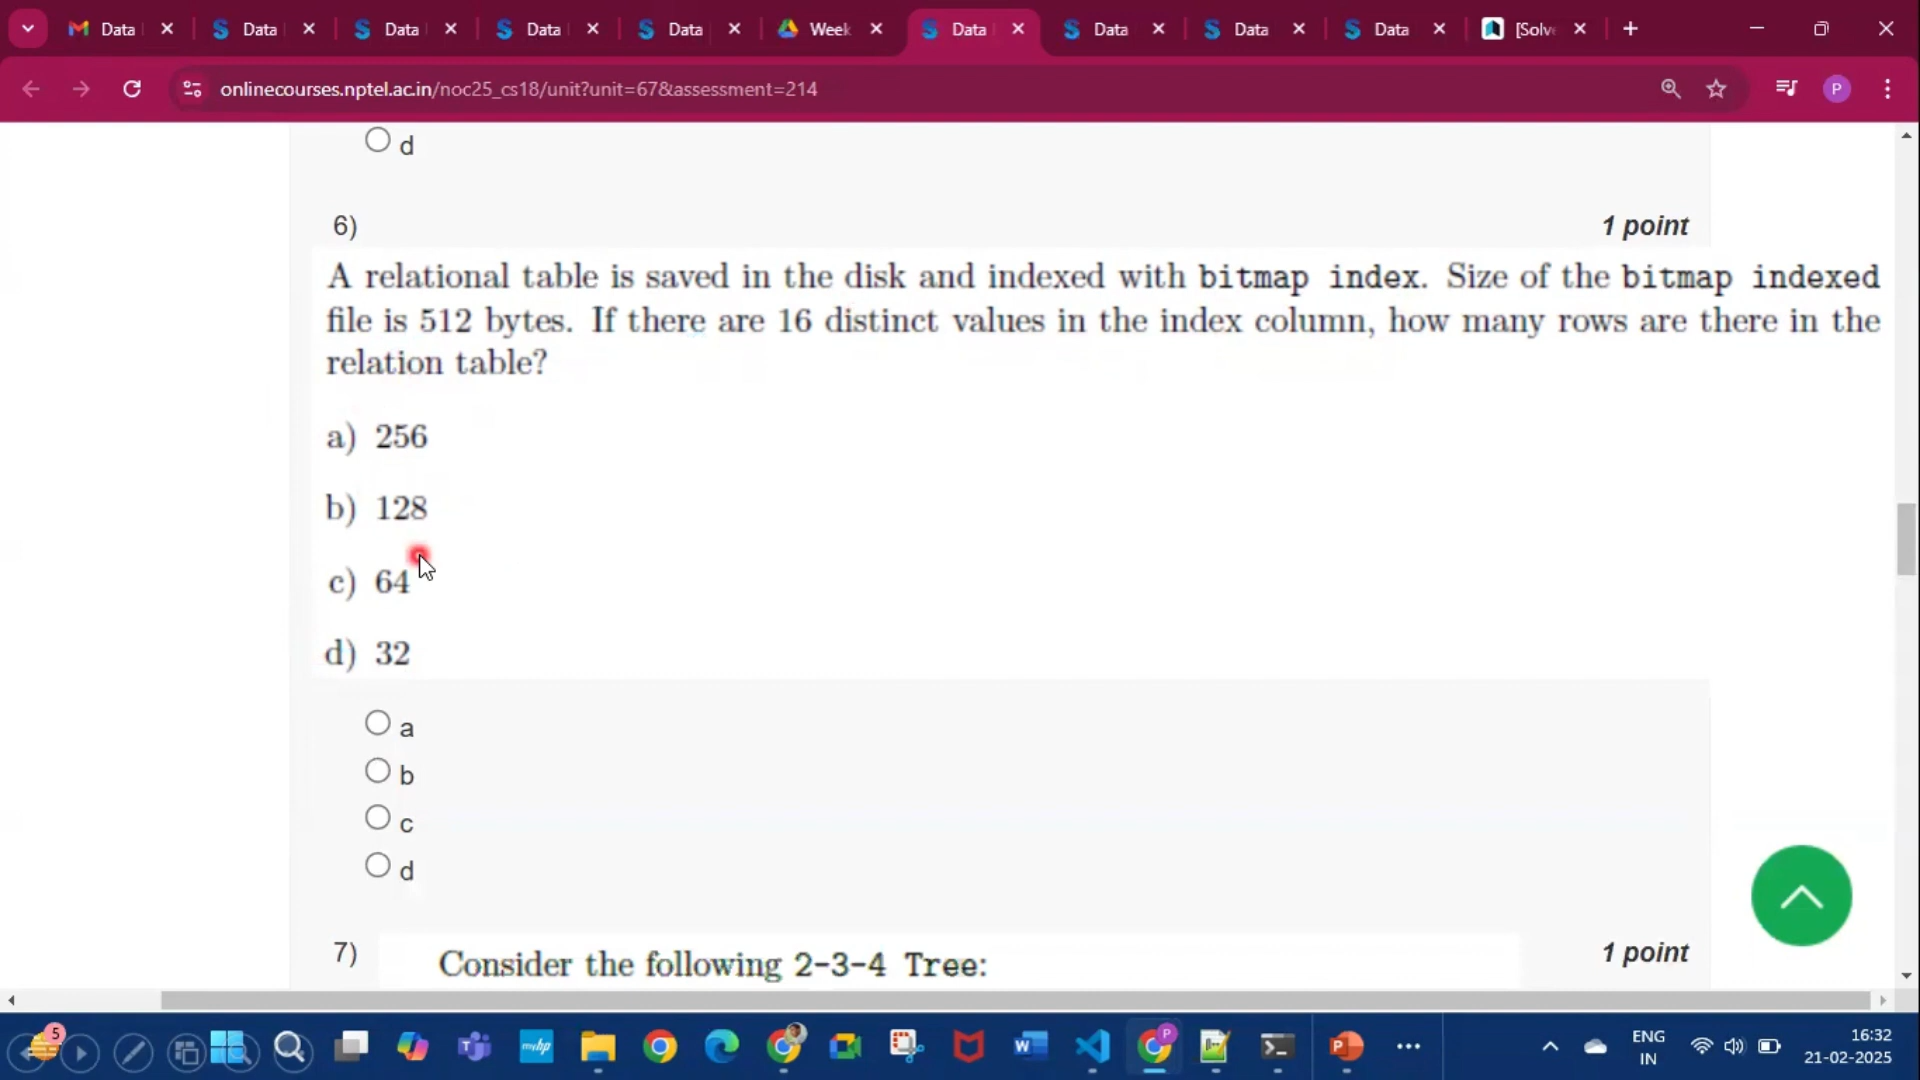 Data
Data
Data
Data
Data
Week
Data
Data
Data
Data
[Solve
onlinecourses.nptel.ac.in/noc25_cs18/unit?unit=67&assessment=214
P
d
6)
1 point
A relational table is saved in the disk and indexed with bitmap index. Size of the bitmap indexed
file is 512 bytes. If there are 16 distinct values in the index column, how many rows are there in the
relation table?
a) 256
b) 128
c) 64
d) 32
a
b
c
d
7)
1 point
Consider the following 2-3-4 Tree:
5
myhp
P
ENG
IN
16:32
21-02-2025